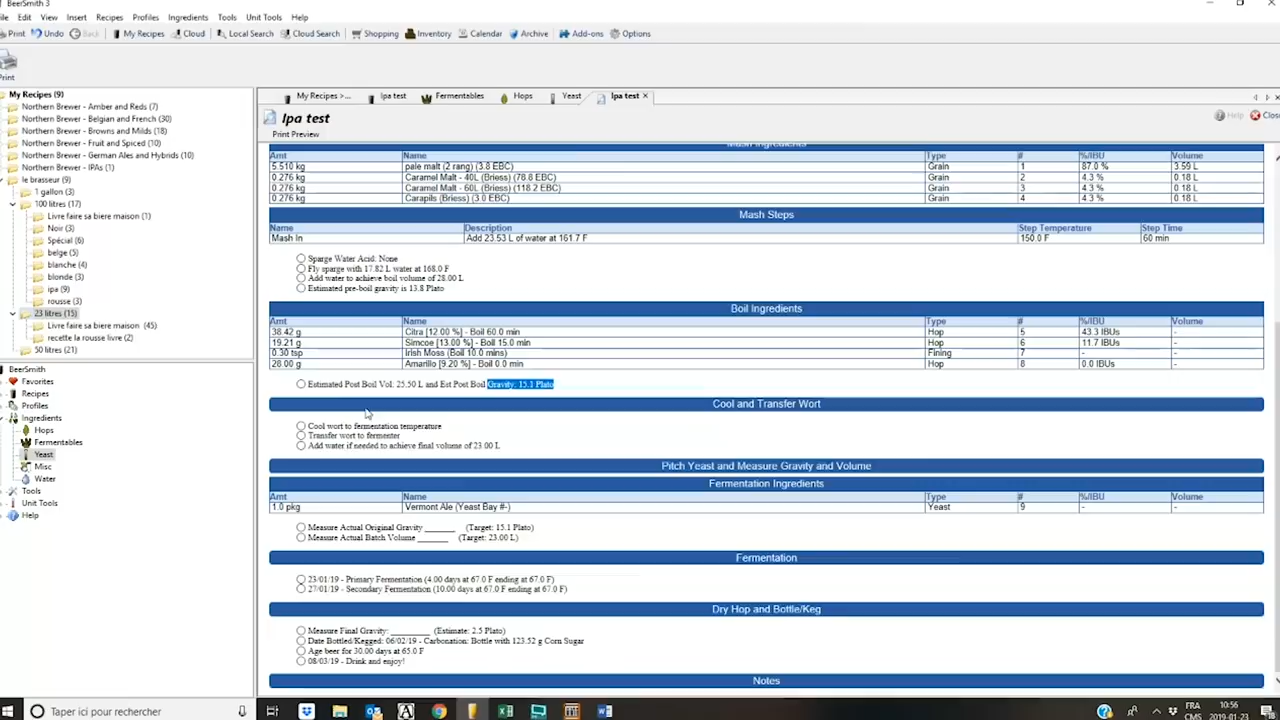 BeerSmith 3
Edit View Insert Recipes Profiles Ingredients Tools Unit Tools Help
Print Undo Back My Recipes Cloud Local Search Cloud Search Shopping Inventory Calendar Archive Add-ons Options
My Recipes (9)
Northern Brewer - Amber and Reds (7)
Northern Brewer - Belgian and French (30)
Northern Brewer - Browns and Milds (18)
Northern Brewer - Fruit and Spiced (10)
Northern Brewer - German Ales and Hybrids (10)
Northern Brewer - IPAs (1)
le brasseur (9)
1 gallon (3)
100 litres (17)
Livre faire sa biere maison (1)
Noir (3)
Spécial (6)
belge (5)
blanche (4)
blonde (3)
ipa (9)
rousse (3)
23 litres (15)
Livre faire sa biere maison (45)
recette la rousse livre (2)
50 litres (21)
BeerSmith
Favorites
Recipes
Profiles
Ingredients
Hops
Fermentables
Yeast
Misc
Water
Tools
Unit Tools
Help
My Recipes >... Ipa test Fermentables Hops Yeast Ipa test
Ipa test
Help
Print Preview
Mash Ingredients
Amt Name Type # %/IBU Volume
5.510 kg pale malt (2 rang) (3.8 EBC) Grain 1 87.0 % 3.59 L
0.276 kg Caramel Malt - 40L (Briess) (78.8 EBC) Grain 2 4.3 % 0.18 L
0.276 kg Caramel Malt - 60L (Briess) (118.2 EBC) Grain 3 4.3 % 0.18 L
0.276 kg Carapils (Briess) (3.0 EBC) Grain 4 4.3 % 0.18 L
Mash Steps
Name Description Step Temperature Step Time
Mash In Add 23.53 L of water at 161.7 F 150.0 F 60 min
Sparge Water Acid: None
Fly sparge with 17.82 L water at 168.0 F
Add water to achieve boil volume of 28.00 L
Estimated pre-boil gravity is 13.8 Plato
Boil Ingredients
Amt Name Type # %/IBU Volume
38.42 g Citra [12.00 %] - Boil 60.0 min Hop 5 43.3 IBUs -
19.21 g Simcoe [13.00 %] - Boil 15.0 min Hop 6 11.7 IBUs -
0.30 tsp Irish Moss (Boil 10.0 mins) Fining 7 - -
28.00 g Amarillo [9.20 %] - Boil 0.0 min Hop 8 0.0 IBUs -
Estimated Post Boil Vol: 25.50 L and Est Post Boil Gravity: 15.1 Plato
Cool and Transfer Wort
Cool wort to fermentation temperature
Transfer wort to fermenter
Add water if needed to achieve final volume of 23.00 L
Pitch Yeast and Measure Gravity and Volume
Fermentation Ingredients
Amt Name Type # %/IBU Volume
1.0 pkg Vermont Ale (Yeast Bay #-) Yeast 9 - -
Measure Actual Original Gravity _______ (Target: 15.1 Plato)
Measure Actual Batch Volume _______ (Target: 23.00 L)
Fermentation
23/01/19 - Primary Fermentation (4.00 days at 67.0 F ending at 67.0 F)
27/01/19 - Secondary Fermentation (10.00 days at 67.0 F ending at 67.0 F)
Dry Hop and Bottle/Keg
Measure Final Gravity: _________ (Estimate: 2.5 Plato)
Date Bottled/Kegged: 06/02/19 - Carbonation: Bottle with 123.52 g Corn Sugar
Age beer for 30.00 days at 65.0 F
08/03/19 - Drink and enjoy!
Notes
Taper ici pour rechercher
FRA
CMS
10:56
2019-01-23